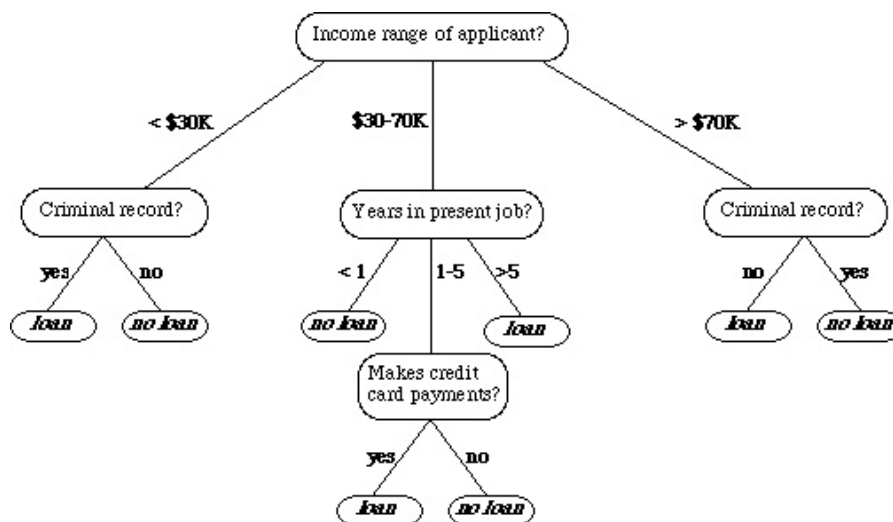 Income range of applicant?
< $30K
$30-70K
> $70K
Criminal record?
Years in present job?
Criminal record?
yes
no
< 1
1-5
>5
no
yes
loan
no loan
no loan
loan
loan
no loan
Makes credit
card payments?
yes
no
loan
no loan